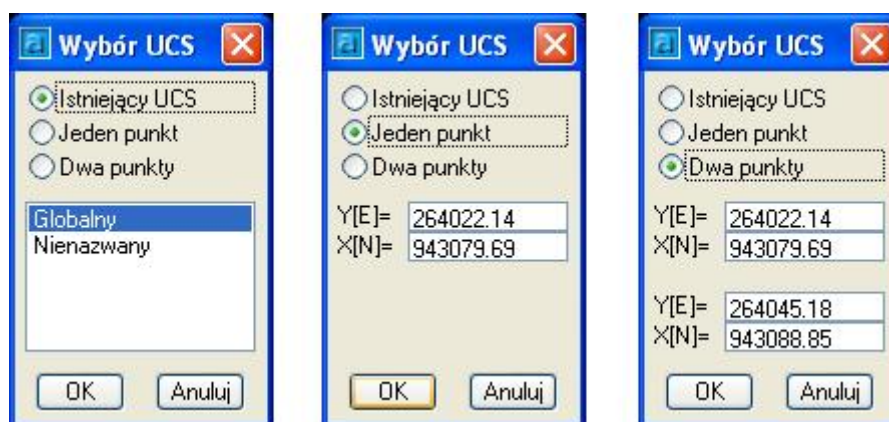 Wybór UCS
Istniejący UCS
Jeden punkt
Dwa punkty
Globalny
Nienazwany
OK Anuluj
Wybór UCS
Istniejący UCS
Jeden punkt
Dwa punkty
Y[E]= 264022.14
X[N]= 943079.69
OK Anuluj
Wybór UCS
Istniejący UCS
Jeden punkt
Dwa punkty
Y[E]= 264022.14
X[N]= 943079.69
Y[E]= 264045.18
X[N]= 943088.85
OK Anuluj